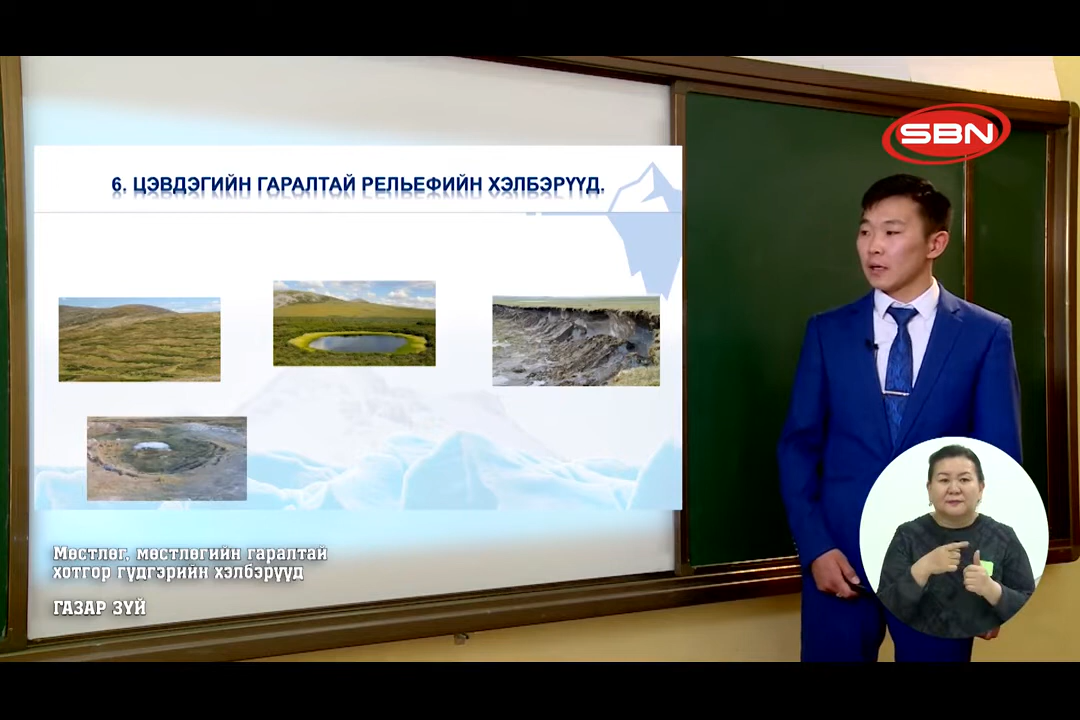 SBN
6. ЦЭВДЭГИЙН ГАРАЛТАЙ РЕЛЬЕФИЙН ХЭЛБЭРҮҮД.
Мөстлөг, мөстлөгийн гаралтай
хотгор гүдгэрийн хэлбэрүүд
ГАЗАР ЗҮЙ